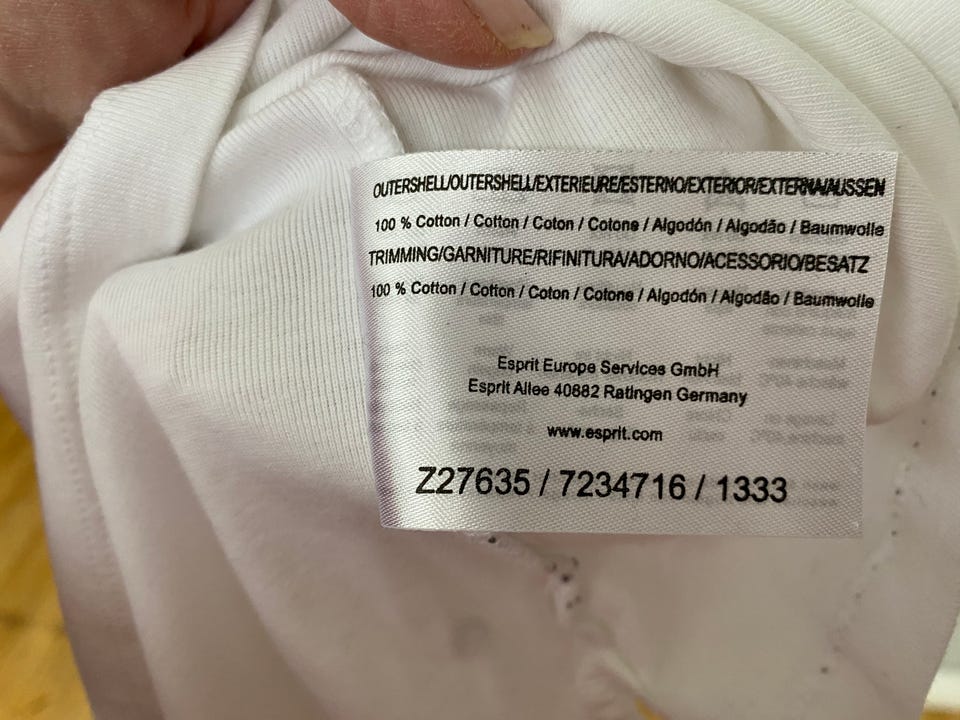 OUTERSHELL/OUTERSHELL/EXTERIEURE/ESTERNO/EXTERIOR/EXTERNA/AUSSEN
100 % Cotton / Cotton / Coton / Cotone / Algodón / Algodão / Baumwolle
TRIMMING/GARNITURE/RIFINITURA/ADORNO/ACESSORIO/BESATZ
100 % Cotton / Cotton / Coton / Cotone / Algodón / Algodão / Baumwolle
Esprit Europe Services GmbH
Esprit Allee 40882 Ratingen Germany
www.esprit.com
Z27635 / 7234716 / 1333